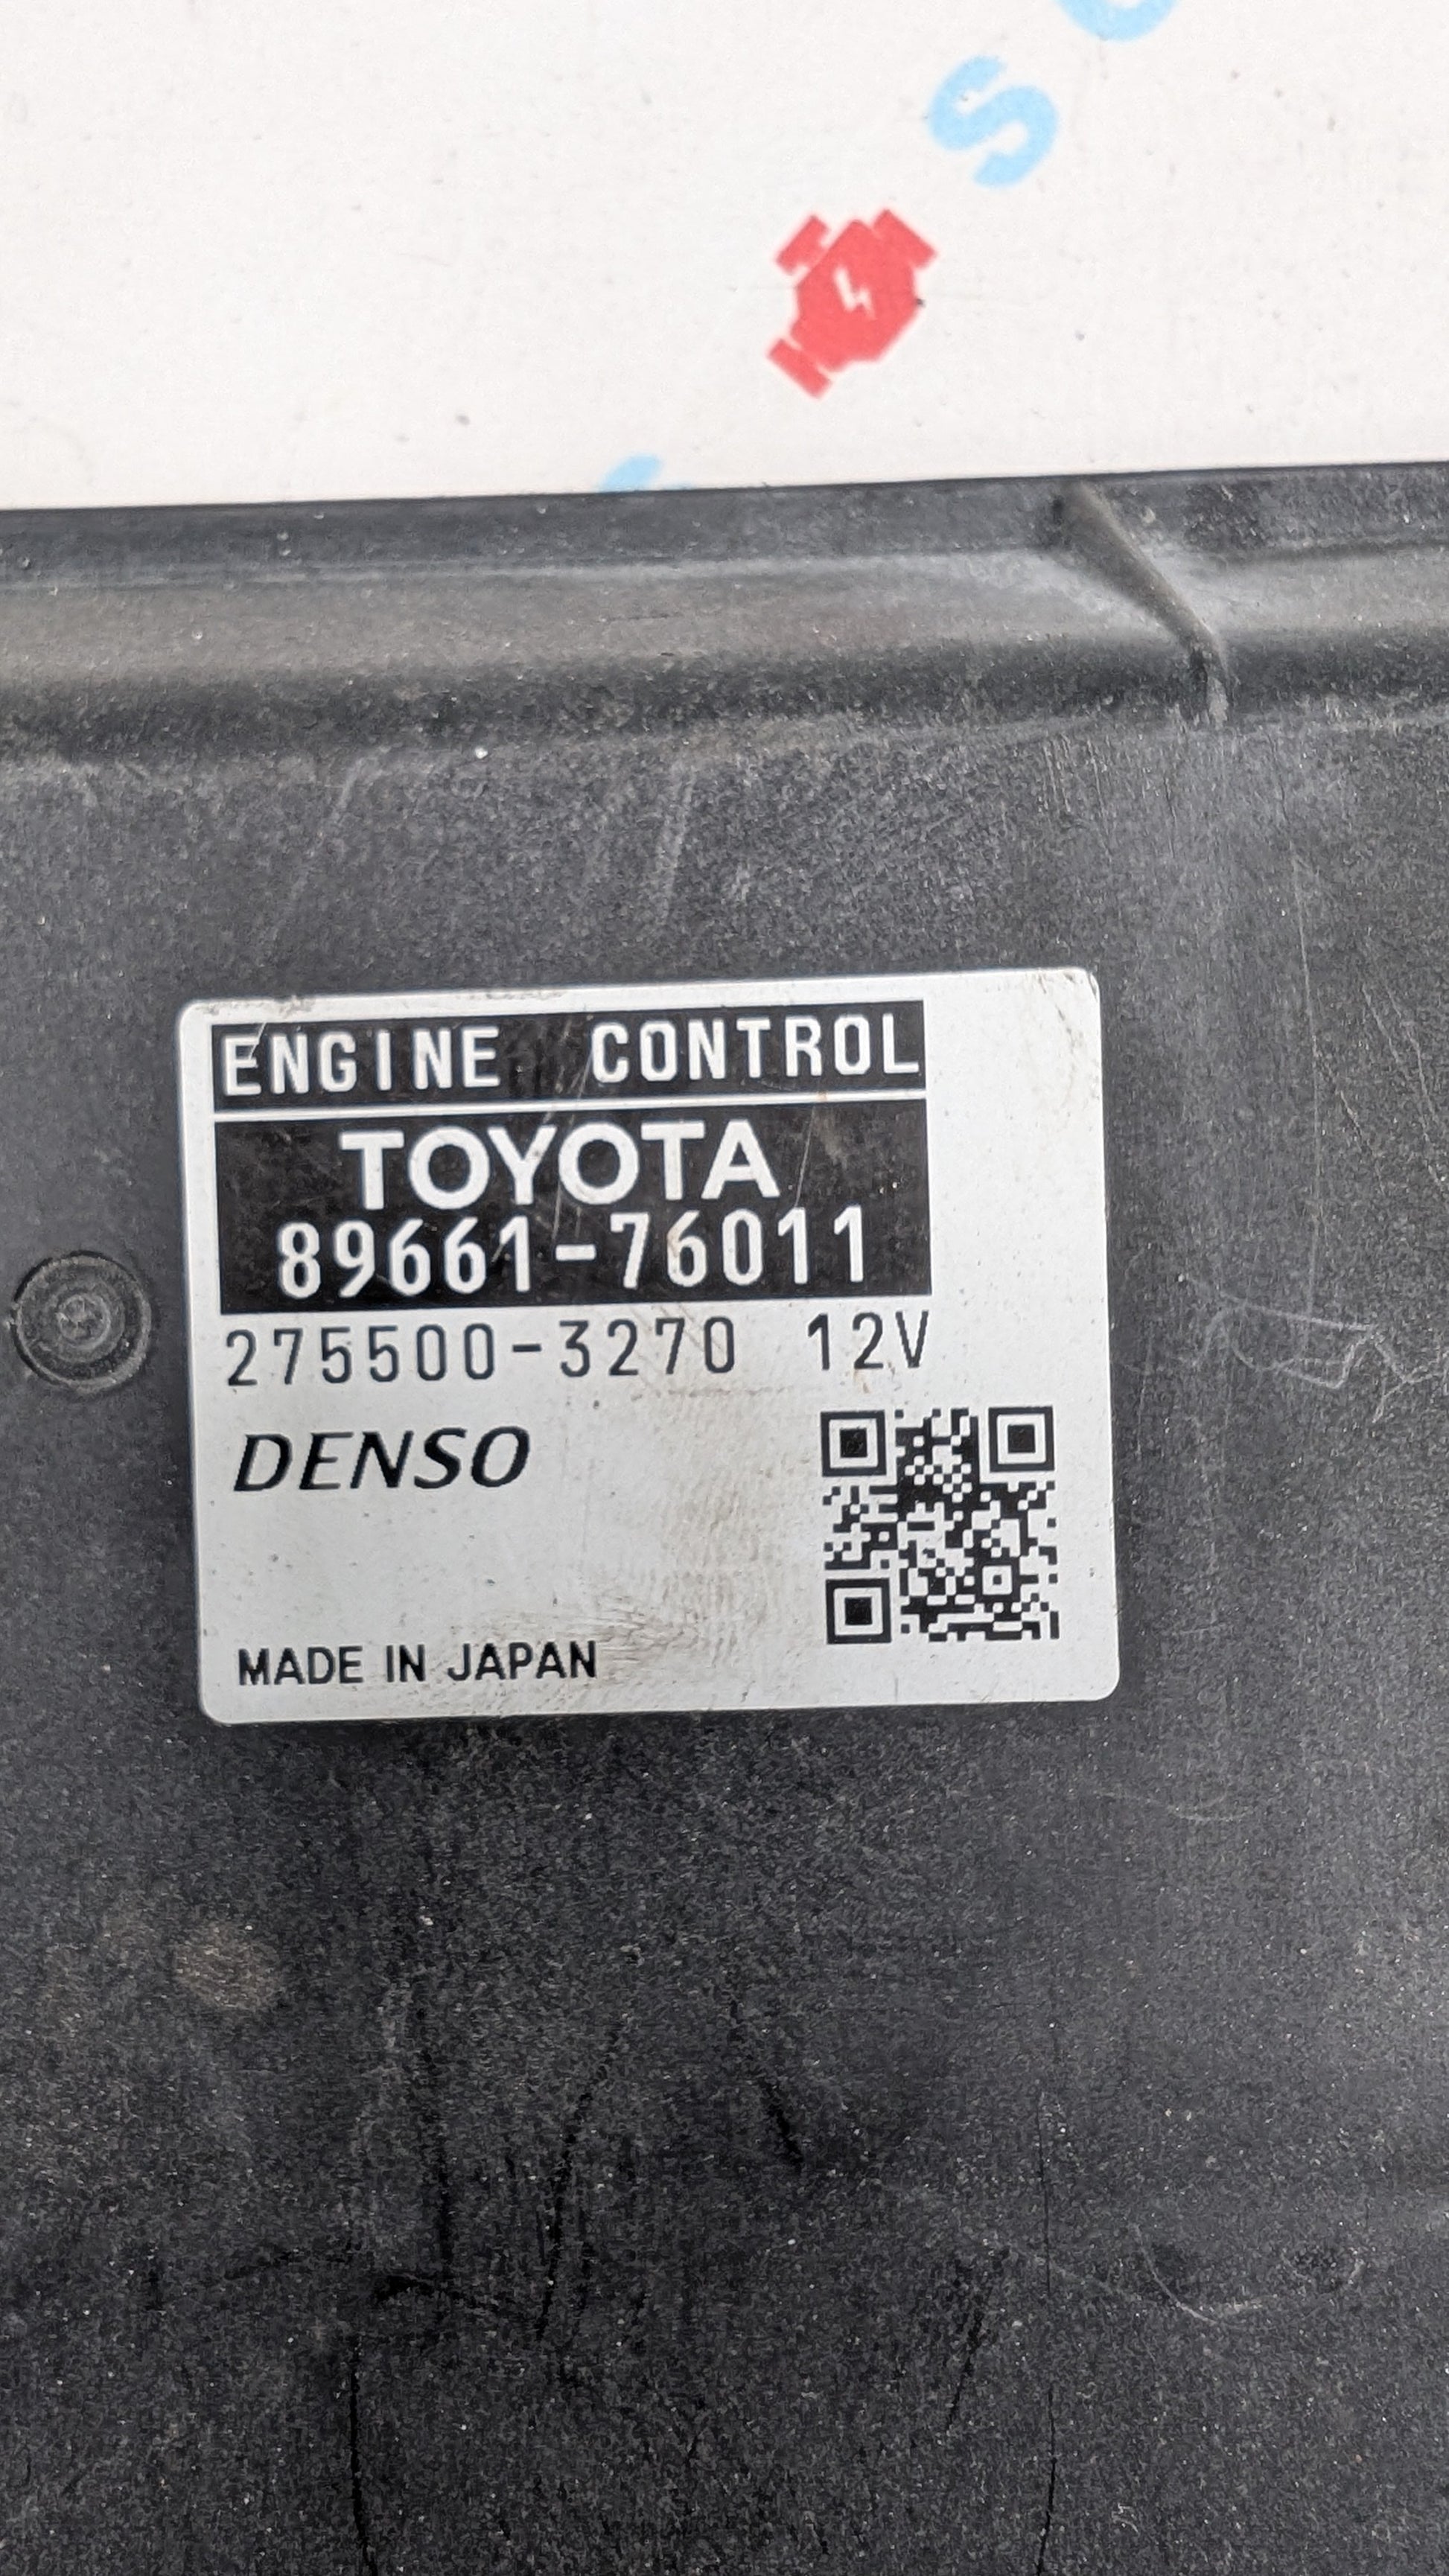 ENGINE CONTROL
TOYOTA
89661-76011
275500-3270 12V
DENSO
MADE IN JAPAN